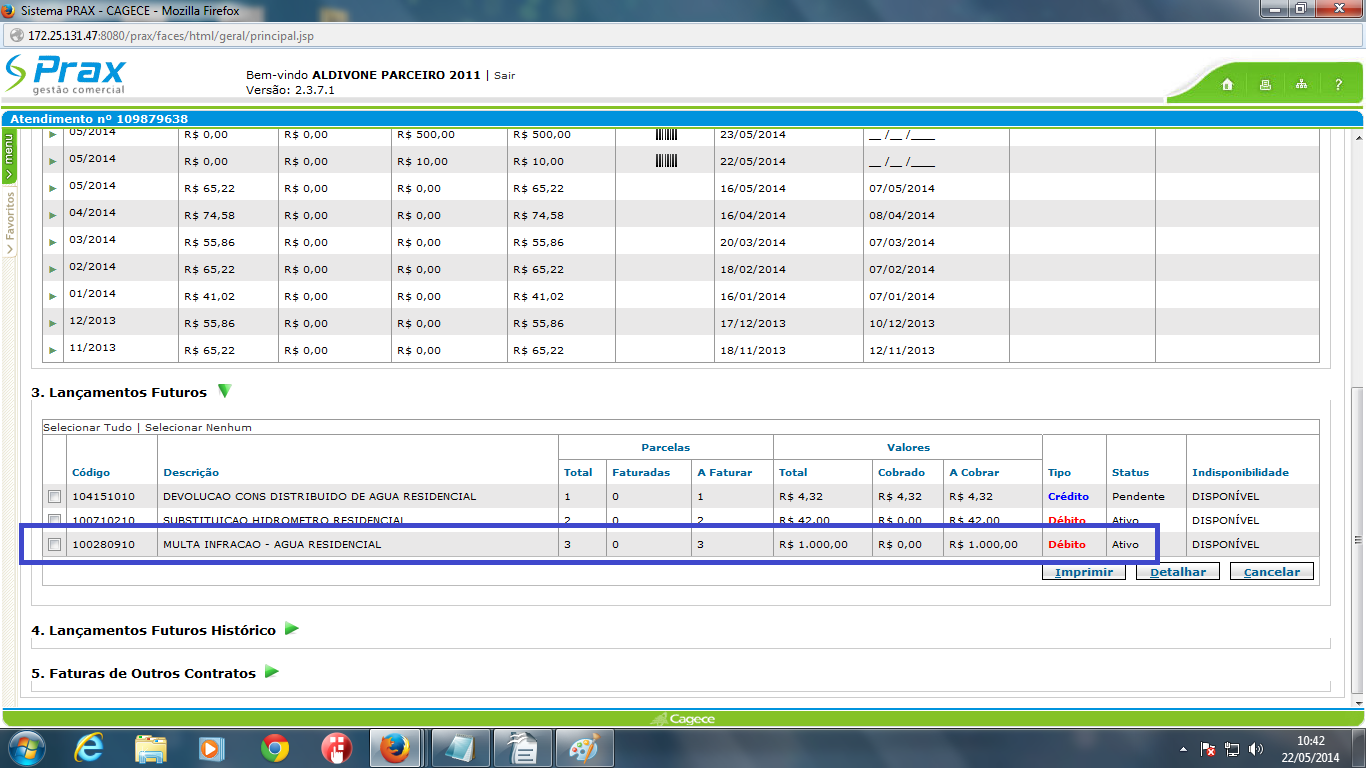 Sistema PRAX - CAGECE - Mozilla Firefox
172.25.131.47:8080/prax/faces/html/geral/principal.jsp
Prax
gestão comercial
Bem-vindo ALDIVONE PARCEIRO 2011 | Sair
Versão: 2.3.7.1
?
Atendimento nº 109879638
menu
Favoritos
05/2014 R$ 0,00 R$ 0,00 R$ 500,00 R$ 500,00 23/05/2014 __ /__ /____
05/2014 R$ 0,00 R$ 0,00 R$ 10,00 R$ 10,00 22/05/2014 __ /__ /____
05/2014 R$ 65,22 R$ 0,00 R$ 0,00 R$ 65,22 16/05/2014 07/05/2014
04/2014 R$ 74,58 R$ 0,00 R$ 0,00 R$ 74,58 16/04/2014 08/04/2014
03/2014 R$ 55,86 R$ 0,00 R$ 0,00 R$ 55,86 20/03/2014 07/03/2014
02/2014 R$ 65,22 R$ 0,00 R$ 0,00 R$ 65,22 18/02/2014 07/02/2014
01/2014 R$ 41,02 R$ 0,00 R$ 0,00 R$ 41,02 16/01/2014 07/01/2014
12/2013 R$ 55,86 R$ 0,00 R$ 0,00 R$ 55,86 17/12/2013 10/12/2013
11/2013 R$ 65,22 R$ 0,00 R$ 0,00 R$ 65,22 18/11/2013 12/11/2013
3. Lançamentos Futuros
Selecionar Tudo | Selecionar Nenhum
Parcelas Valores
Código Descrição Total Faturadas A Faturar Total Cobrado A Cobrar Tipo Status Indisponibilidade
104151010 DEVOLUCAO CONS DISTRIBUIDO DE AGUA RESIDENCIAL 1 0 1 R$ 4,32 R$ 4,32 R$ 4,32 Crédito Pendente DISPONÍVEL
100710210 SUBSTITUICAO HIDROMETRO RESIDENCIAL 2 0 2 R$ 42,00 R$ 0,00 R$ 42,00 Débito Ativo DISPONÍVEL
100280910 MULTA INFRACAO - AGUA RESIDENCIAL 3 0 3 R$ 1.000,00 R$ 0,00 R$ 1.000,00 Débito Ativo DISPONÍVEL
Imprimir Detalhar Cancelar
4. Lançamentos Futuros Histórico
5. Faturas de Outros Contratos
Cagece
10:42
22/05/2014